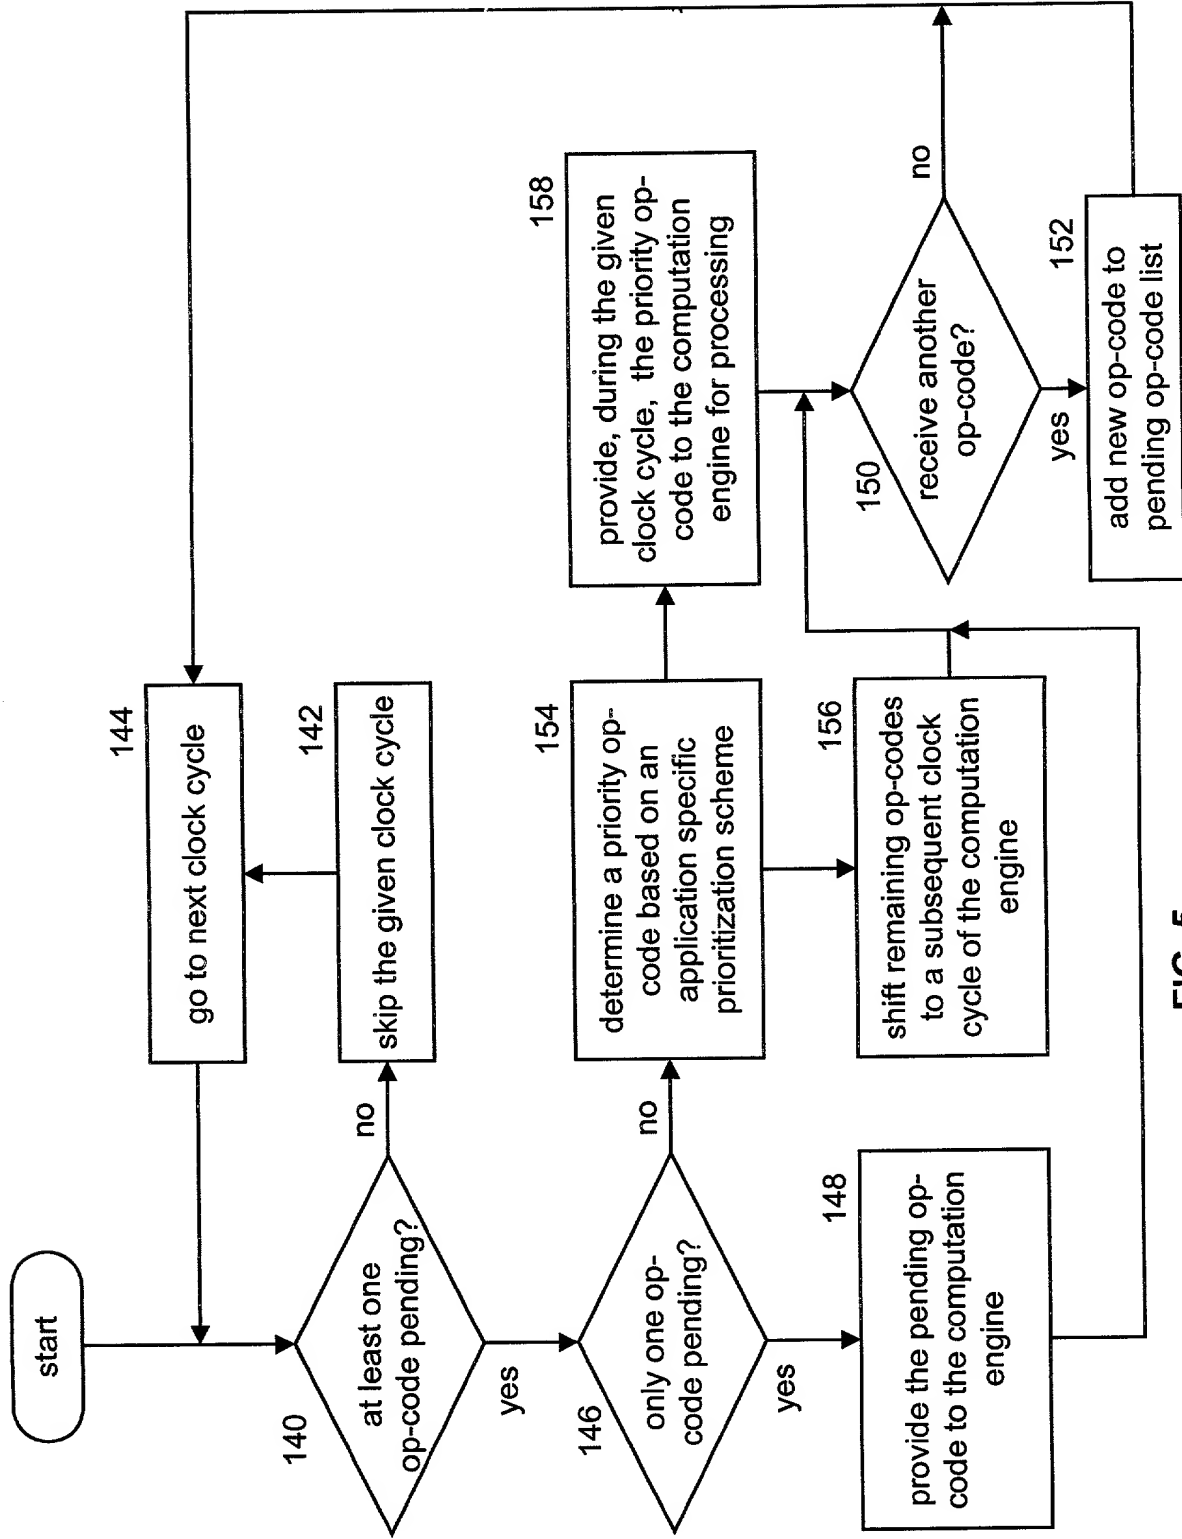 start
144
go to next clock cycle
140
at least one
op-code pending?
no
142
skip the given clock cycle
yes
146
only one op-
code pending?
no
154
determine a priority op-
code based on an
application specific
prioritization scheme
158
provide, during the given
clock cycle, the priority op-
code to the computation
engine for processing
yes
148
provide the pending op-
code to the computation
engine
156
shift remaining op-codes
to a subsequent clock
cycle of the computation
engine
150
receive another
op-code?
no
yes
152
add new op-code to
pending op-code list